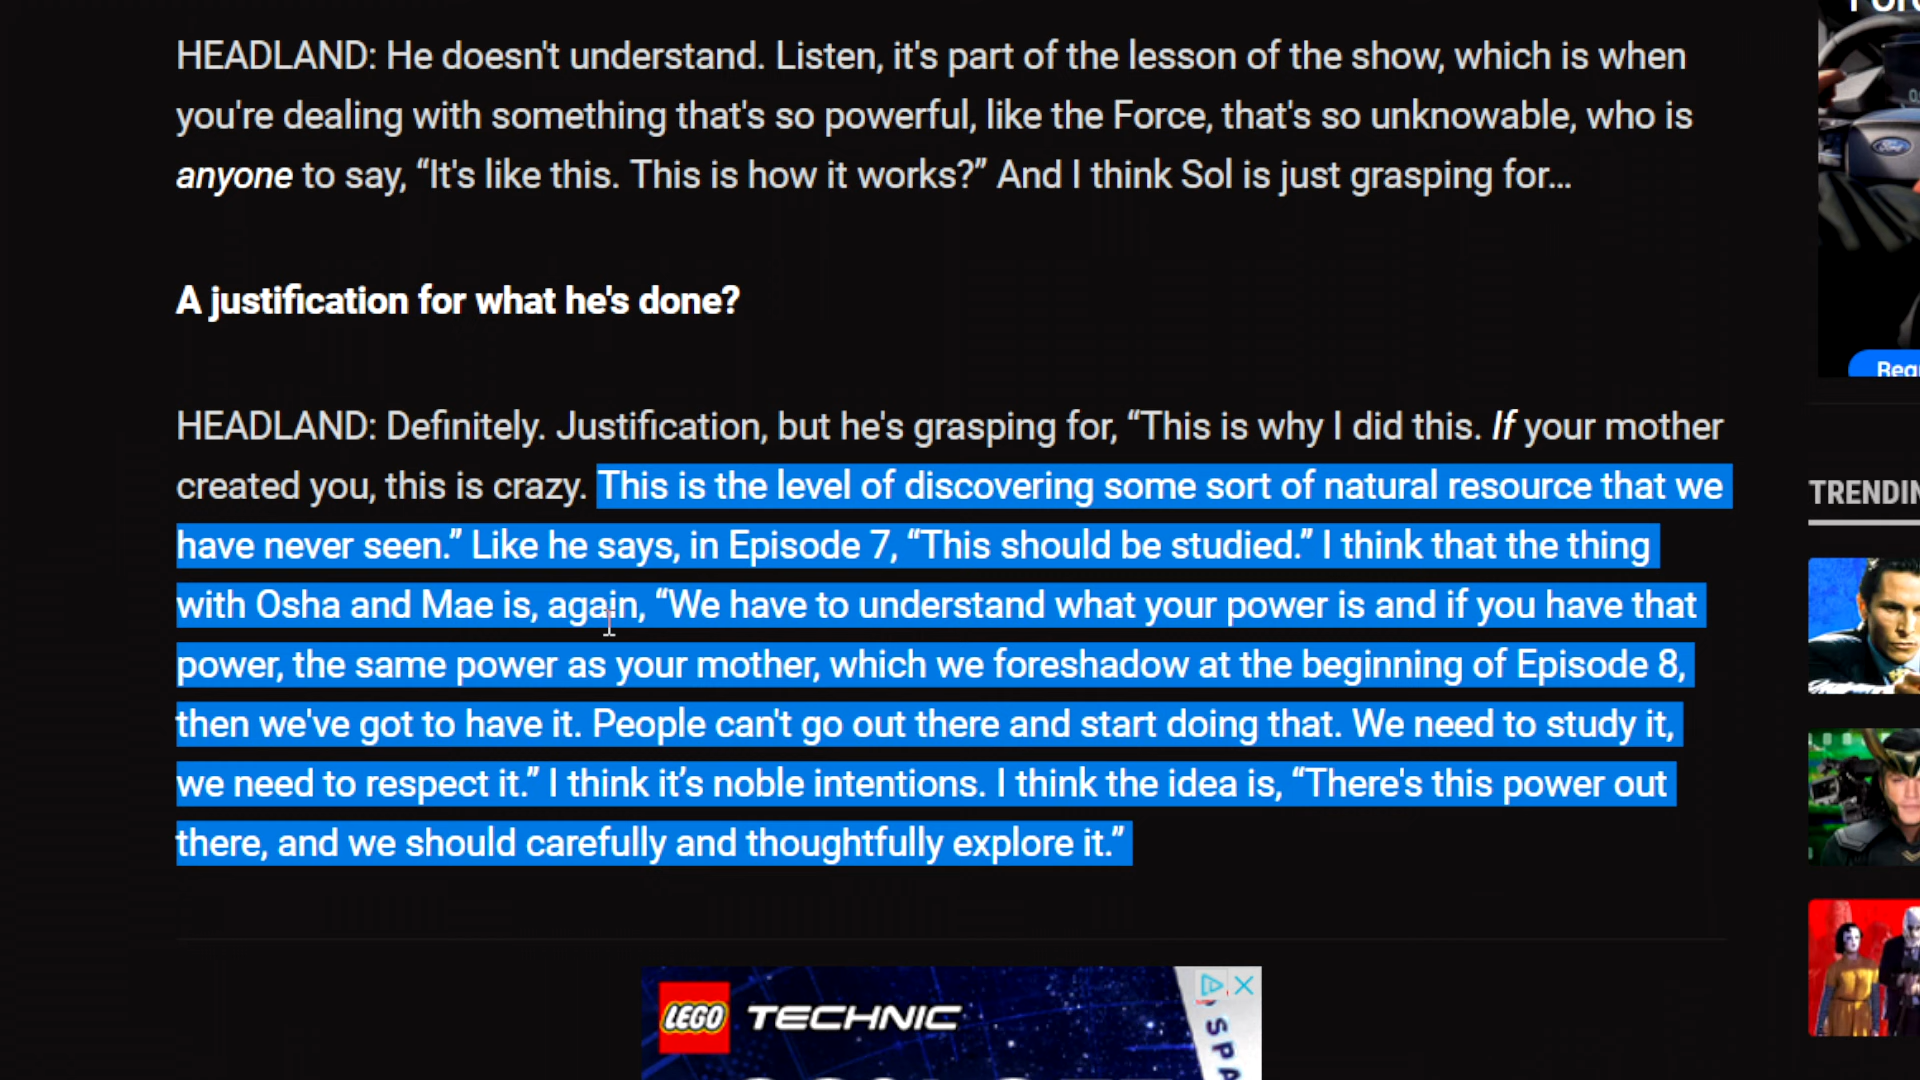 HEADLAND: He doesn't understand. Listen, it's part of the lesson of the show, which is when
you're dealing with something that's so powerful, like the Force, that's so unknowable, who is
anyone to say, “It's like this. This is how it works?” And I think Sol is just grasping for…
A justification for what he's done?
HEADLAND: Definitely. Justification, but he's grasping for, “This is why I did this. If your mother
created you, this is crazy. This is the level of discovering some sort of natural resource that we
have never seen.” Like he says, in Episode 7, “This should be studied.” I think that the thing
with Osha and Mae is, again, “We have to understand what your power is and if you have that
power, the same power as your mother, which we foreshadow at the beginning of Episode 8,
then we've got to have it. People can't go out there and start doing that. We need to study it,
we need to respect it.” I think it’s noble intentions. I think the idea is, “There's this power out
there, and we should carefully and thoughtfully explore it.”
Ford
TRENDIN
LEGO TECHNIC
SPA